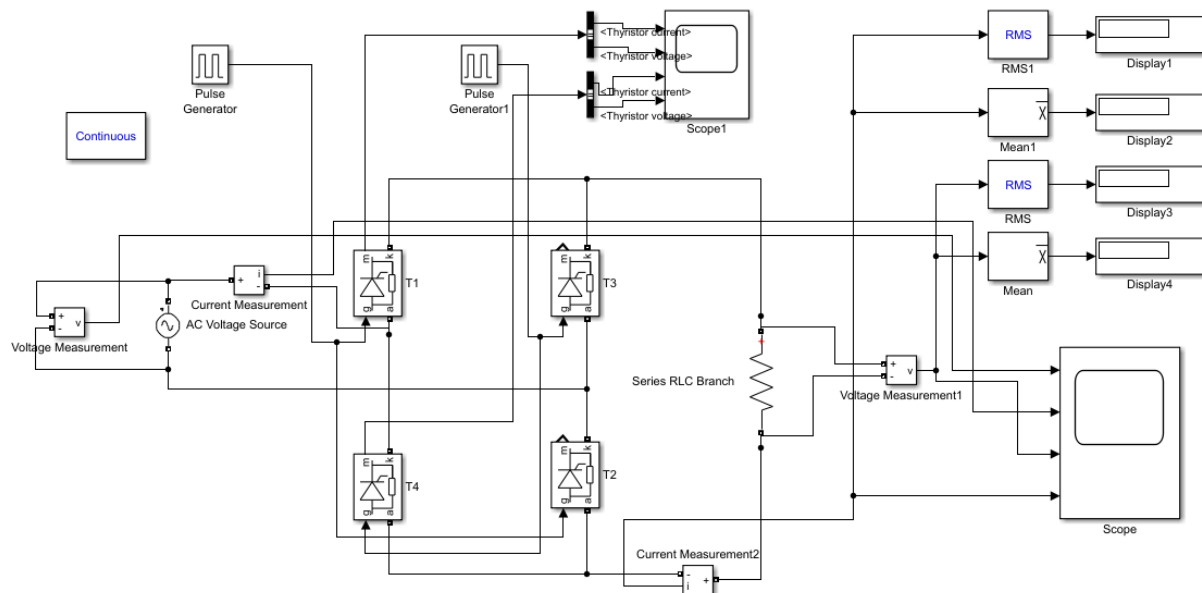 <Thyristor current>
<Thyristor voltage>
<Thyristor current>
<Thyristor voltage>
Scope1
RMS
RMS1
Display1
Pulse
Generator
Pulse
Generator1
Continuous
Mean1
Display2
RMS
RMS
Display3
Mean
Display4
m
k
g
a
T1
m
k
g
a
T3
+
i
-
Current Measurement
+
-
v
Voltage Measurement
AC Voltage Source
Series RLC Branch
+
+
-
v
Voltage Measurement1
m
k
g
a
T4
m
k
g
a
T2
Scope
Current Measurement2
-
i
+